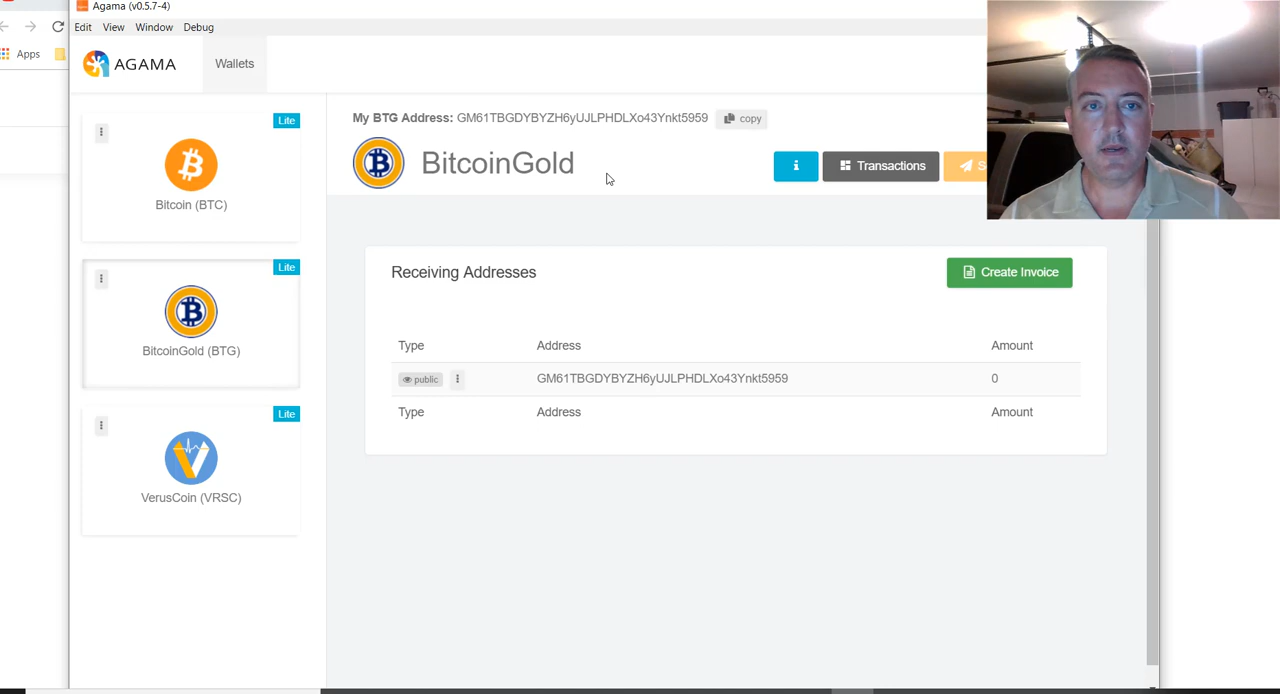 Agama (v0.5.7-4)
Edit View Window Debug
Apps
AGAMA
Wallets
Lite
Bitcoin (BTC)
Lite
BitcoinGold (BTG)
Lite
VerusCoin (VRSC)
My BTG Address: GM61TBGDYBYZH6yUJLPHDLXo43Ynkt5959 copy
BitcoinGold
i
Transactions
S
Receiving Addresses
Create Invoice
Type Address Amount
public GM61TBGDYBYZH6yUJLPHDLXo43Ynkt5959 0
Type Address Amount